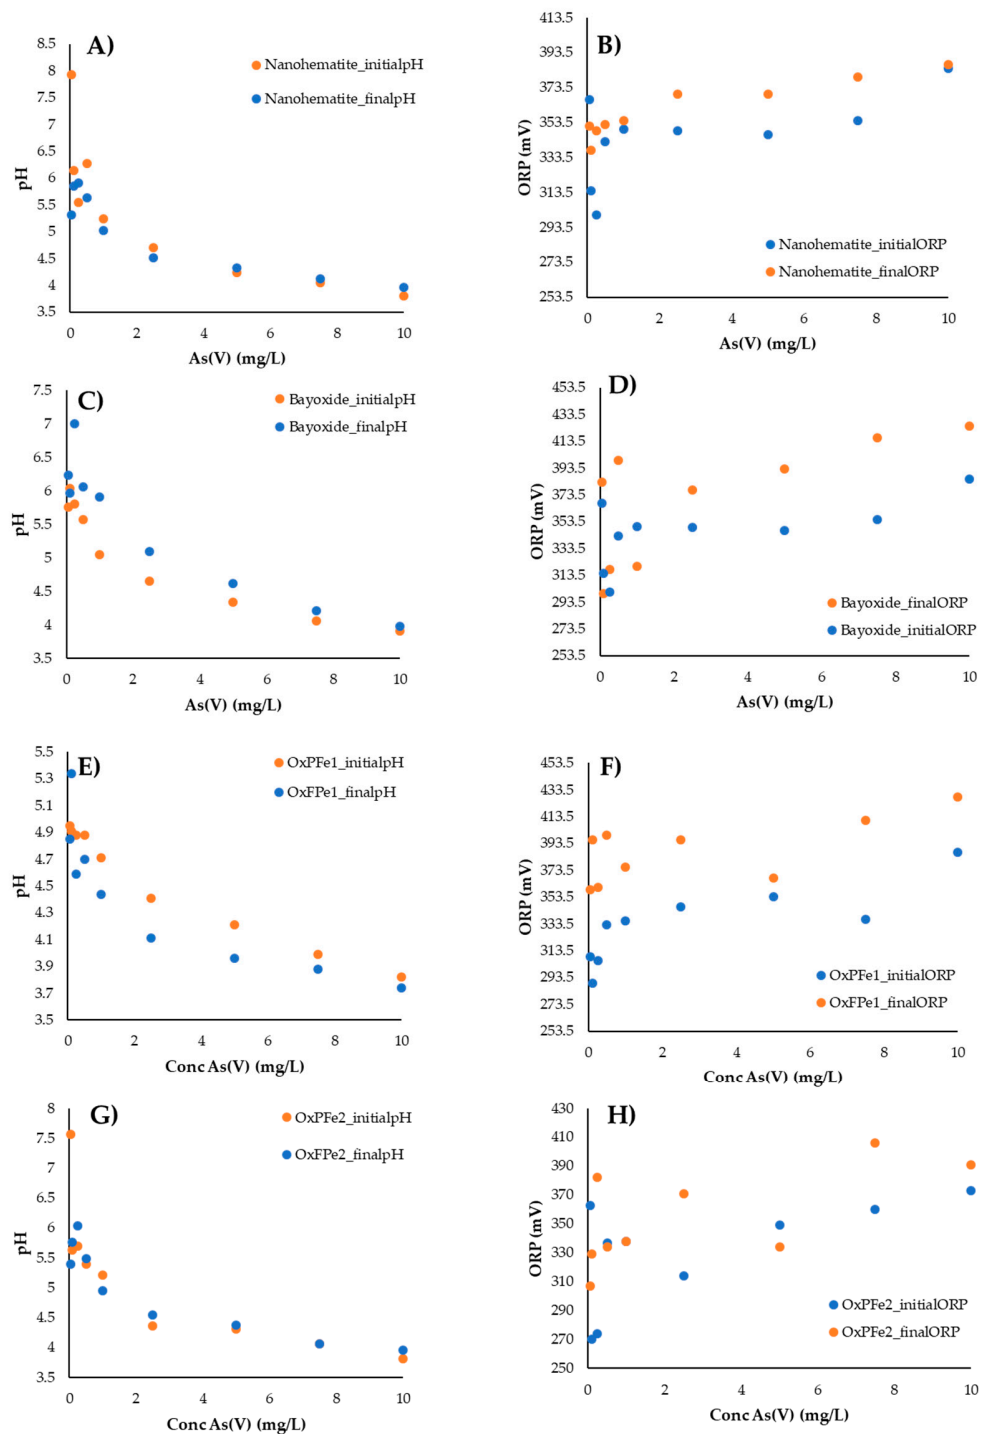 A)
8.5
8
7.5
7
6.5
6
5.5
5
4.5
4
3.5
pH
Nanohematite_initialpH
Nanohematite_finalpH
0 2 4 6 8 10
As(V) (mg/L)
B)
413.5
393.5
373.5
353.5
333.5
313.5
293.5
273.5
253.5
ORP (mV)
Nanohematite_initialORP
Nanohematite_finalORP
0 2 4 6 8 10
As(V) (mg/L)
C)
7.5
7
6.5
6
5.5
5
4.5
4
3.5
pH
Bayoxide_initialpH
Bayoxide_finalpH
0 2 4 6 8 10
As(V) (mg/L)
D)
453.5
433.5
413.5
393.5
373.5
353.5
333.5
313.5
293.5
273.5
253.5
ORP (mV)
Bayoxide_finalORP
Bayoxide_initialORP
0 2 4 6 8 10
As(V) (mg/L)
E)
5.5
5.3
5.1
4.9
4.7
4.5
4.3
4.1
3.9
3.7
3.5
pH
OxPFe1_initialpH
OxFPe1_finalpH
0 2 4 6 8 10
Conc As(V) (mg/L)
F)
453.5
433.5
413.5
393.5
373.5
353.5
333.5
313.5
293.5
273.5
253.5
ORP (mV)
OxPFe1_initialORP
OxFPe1_finalORP
0 2 4 6 8 10
Conc As(V) (mg/L)
G)
8
7.5
7
6.5
6
5.5
5
4.5
4
3.5
pH
OxPFe2_initialpH
OxFPe2_finalpH
0 2 4 6 8 10
Conc As(V) (mg/L)
H)
430
410
390
370
350
330
310
290
270
250
ORP (mV)
OxPFe2_initialORP
OxPFe2_finalORP
0 2 4 6 8 10
Conc As(V) (mg/L)